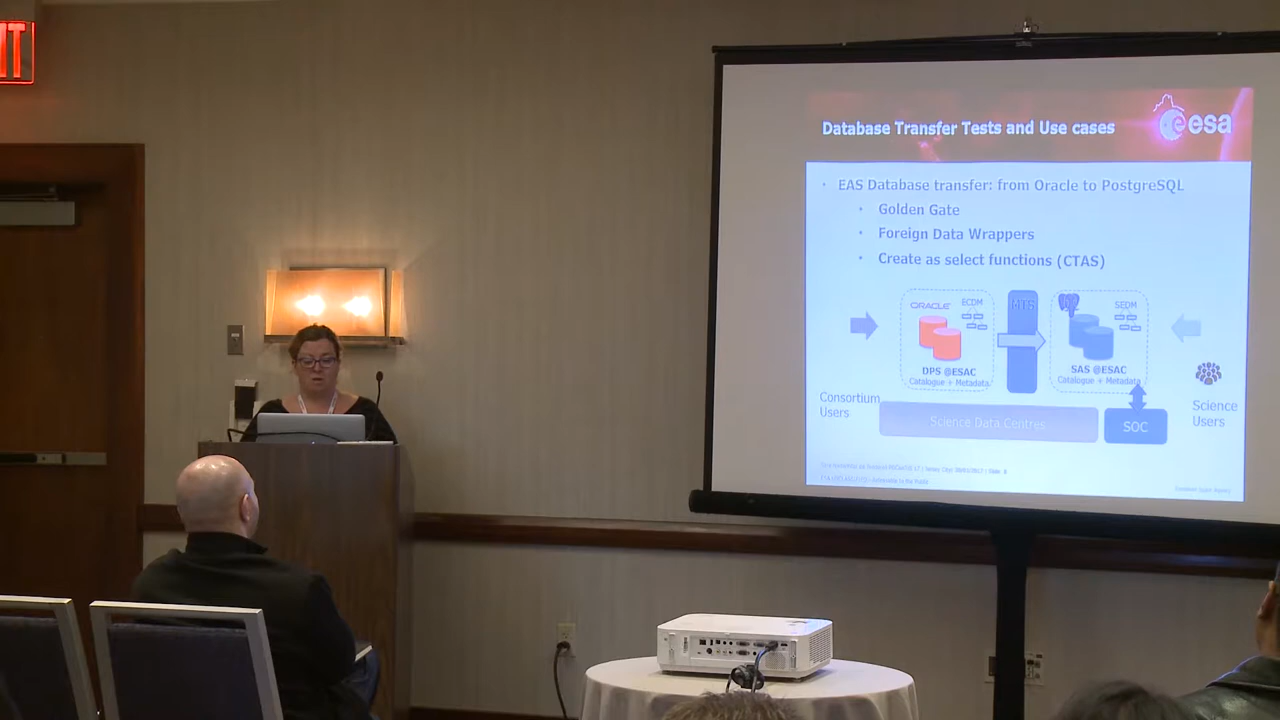 IT
Database Transfer Tests and Use cases
esa
• EAS Database transfer: from Oracle to PostgreSQL
• Golden Gate
• Foreign Data Wrappers
• Create as select functions (CTAS)
ORACLE ECDM
MTS
SEDM
DPS @ESAC
Catalogue + Metadata
SAS @ESAC
Catalogue + Metadata
Consortium
Users
Science Data Centres
SOC
Science
Users